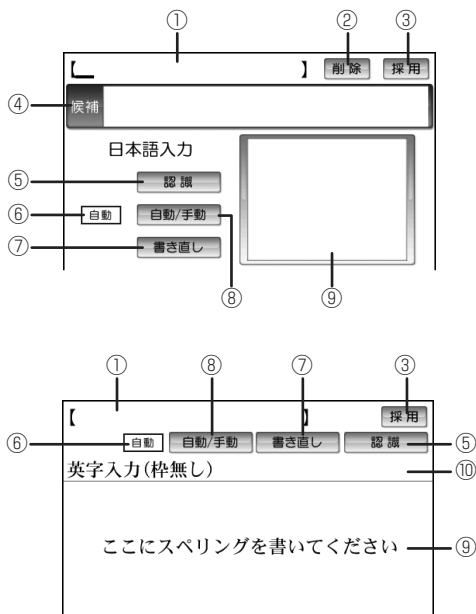 ① ② ③
【 】 削除 採用
④ 候補
日本語入力
⑤ 認識
⑥ 自動 自動/手動
⑦ 書き直し
⑧ ⑨
① ⑧ ⑦ ③
【 】 採用
⑥ 自動 自動/手動 書き直し 認識 ⑤
英字入力(枠無し) ⑩
ここにスペリングを書いてください ⑨